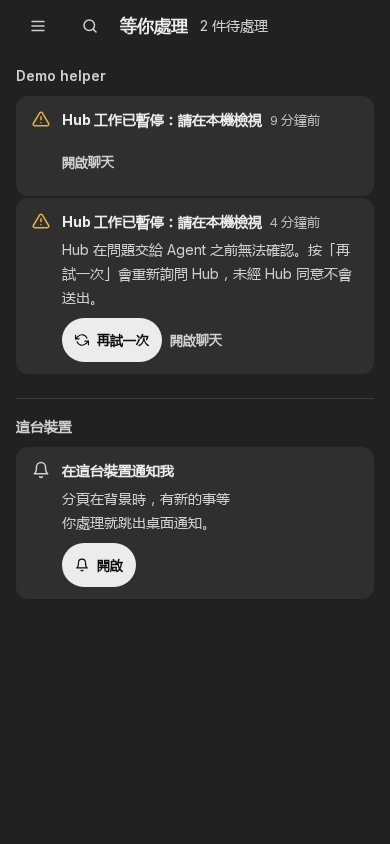 等你處理 2 件待處理
Demo helper
Hub 工作已暫停：請在本機檢視 9 分鐘前
開啟聊天
Hub 工作已暫停：請在本機檢視 4 分鐘前
Hub 在問題交給 Agent 之前無法確認。按「再
試一次」會重新詢問 Hub，未經 Hub 同意不會
送出。
再試一次 開啟聊天
這台裝置
在這台裝置通知我
分頁在背景時，有新的事等
你處理就跳出桌面通知。
開啟